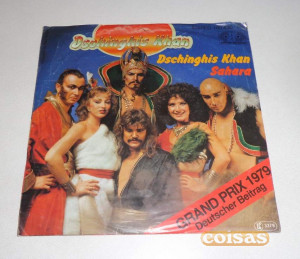 Dschinghis Khan
Dschinghis Khan
Sahara
GRAND PRIX 1979
Deutscher Beitrag
coisas